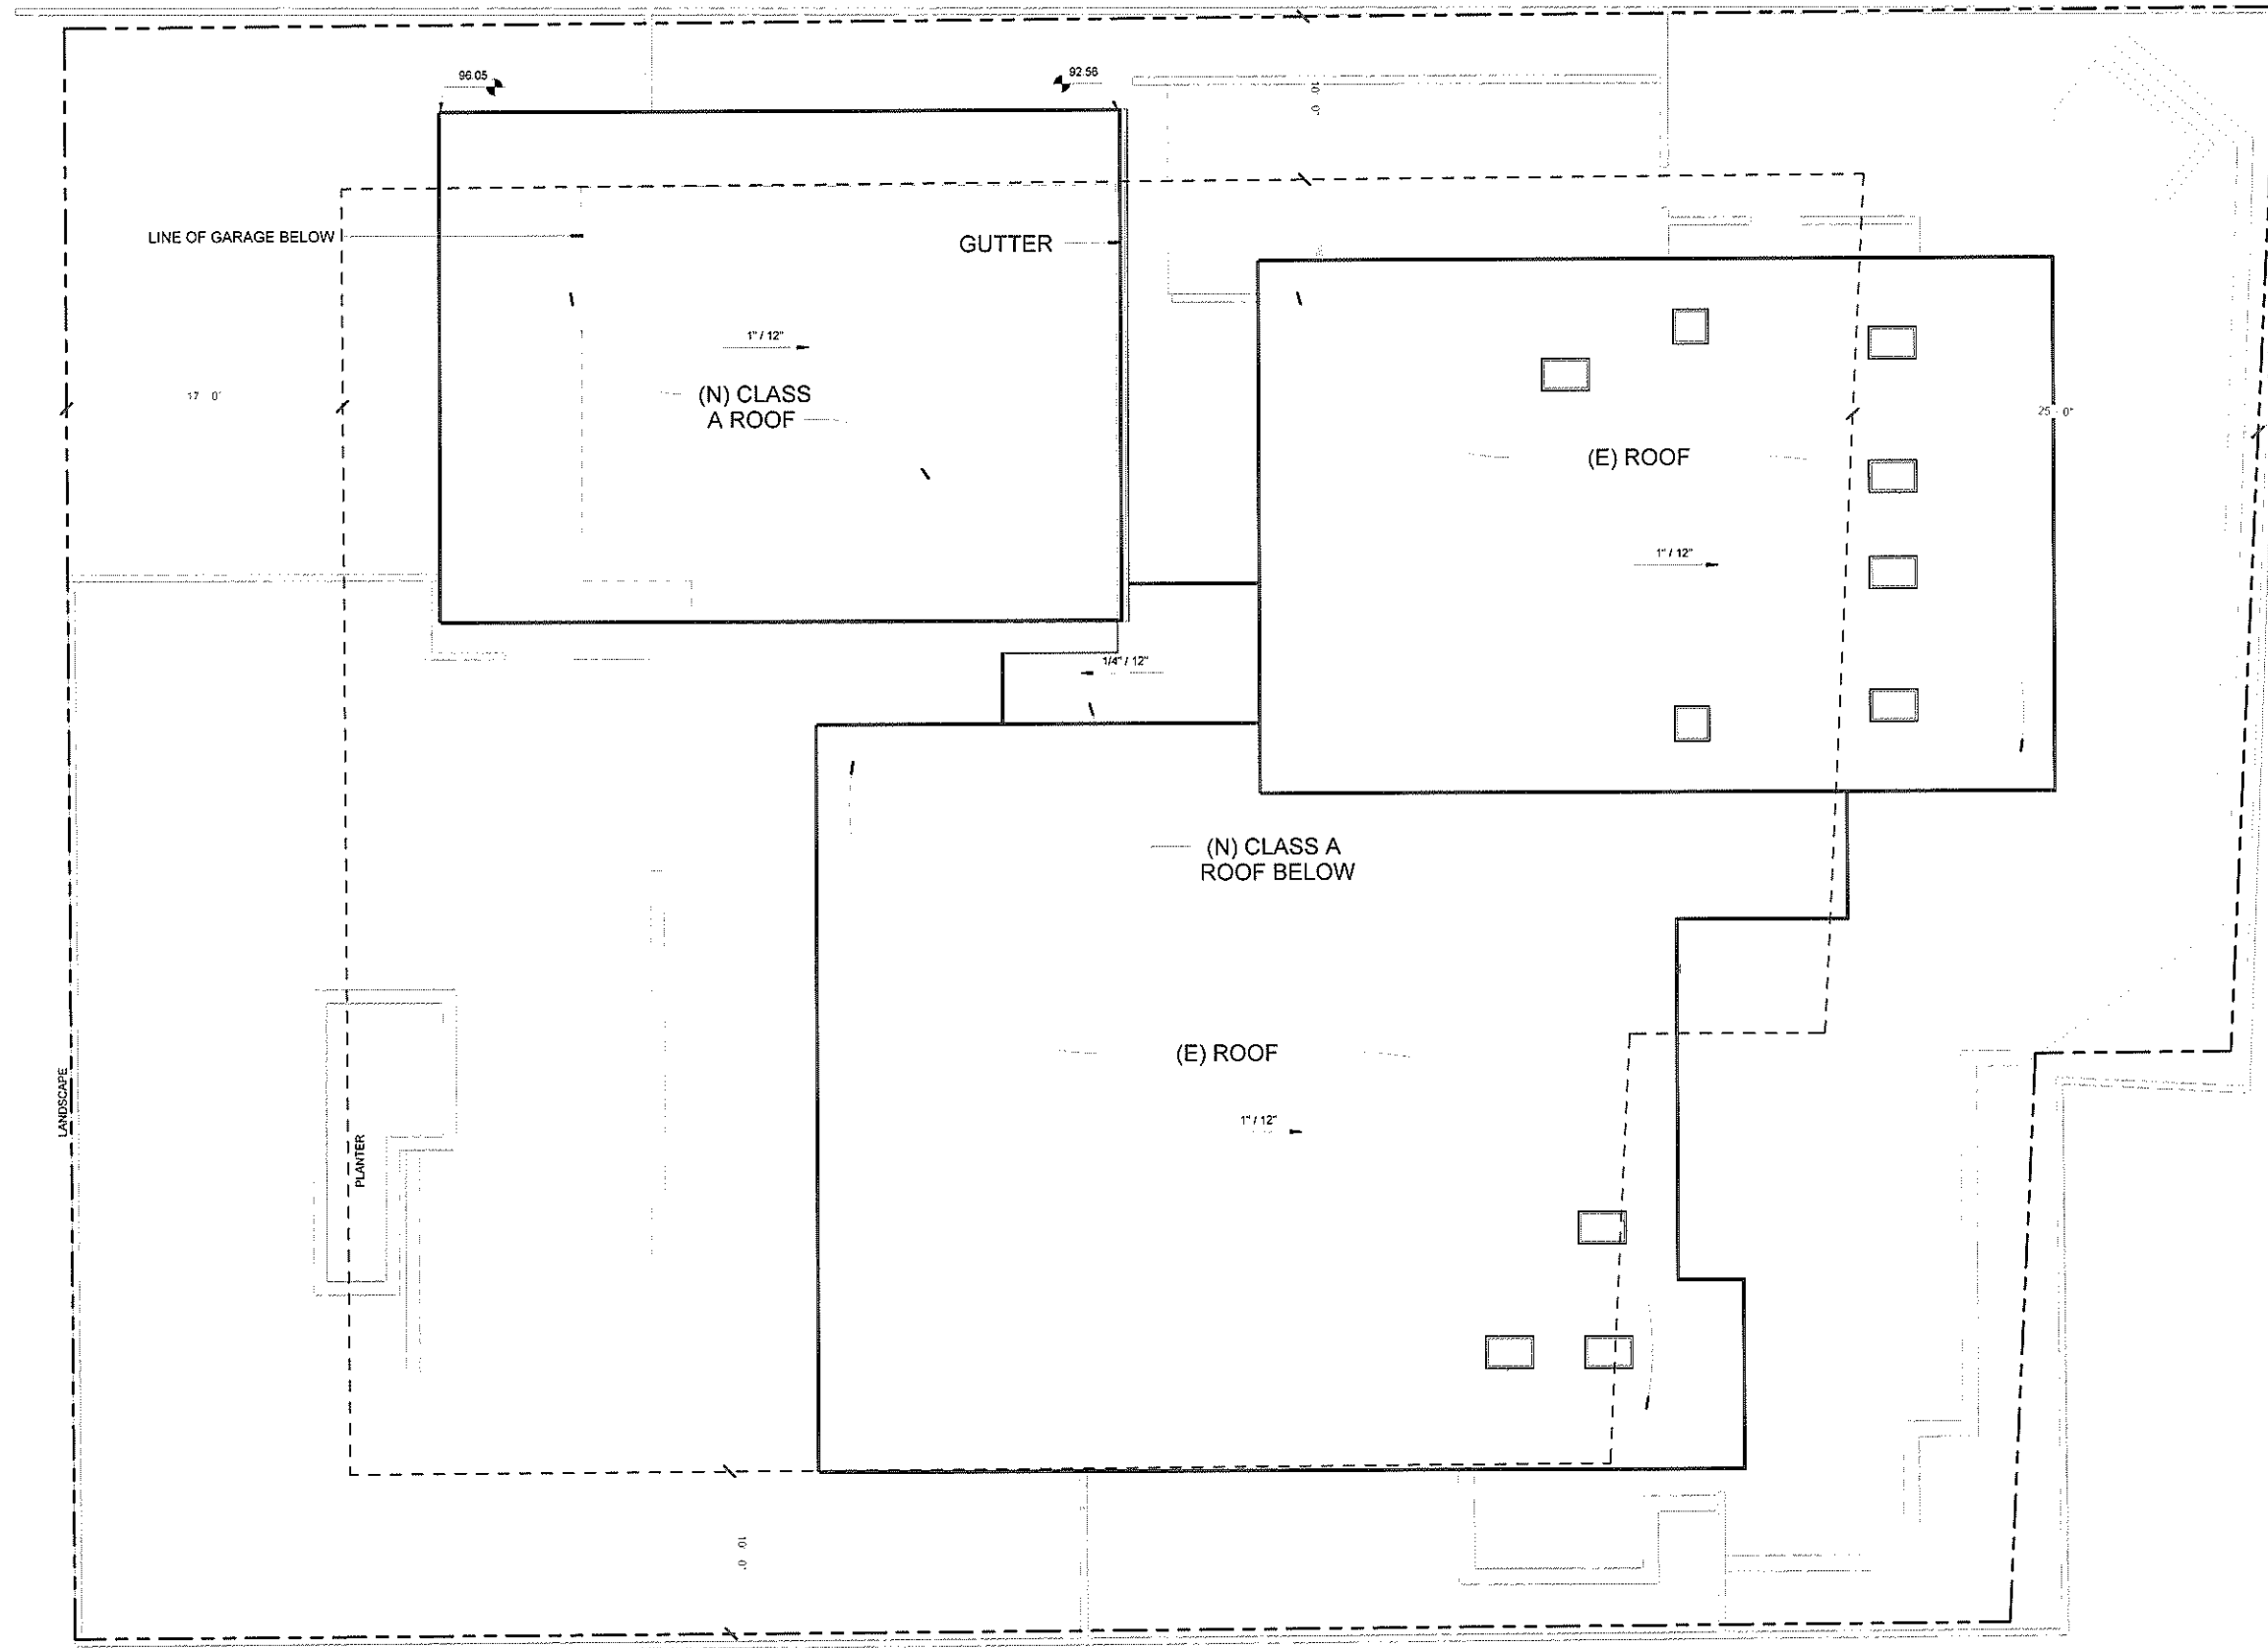 96.05
92.56
10' 0"
LINE OF GARAGE BELOW
GUTTER
1" / 12"
17' 0"
(N) CLASS
A ROOF
25' - 0"
(E) ROOF
1" / 12"
1/4" / 12"
(N) CLASS A
ROOF BELOW
(E) ROOF
1" / 12"
LANDSCAPE
PLANTER
10' 0"